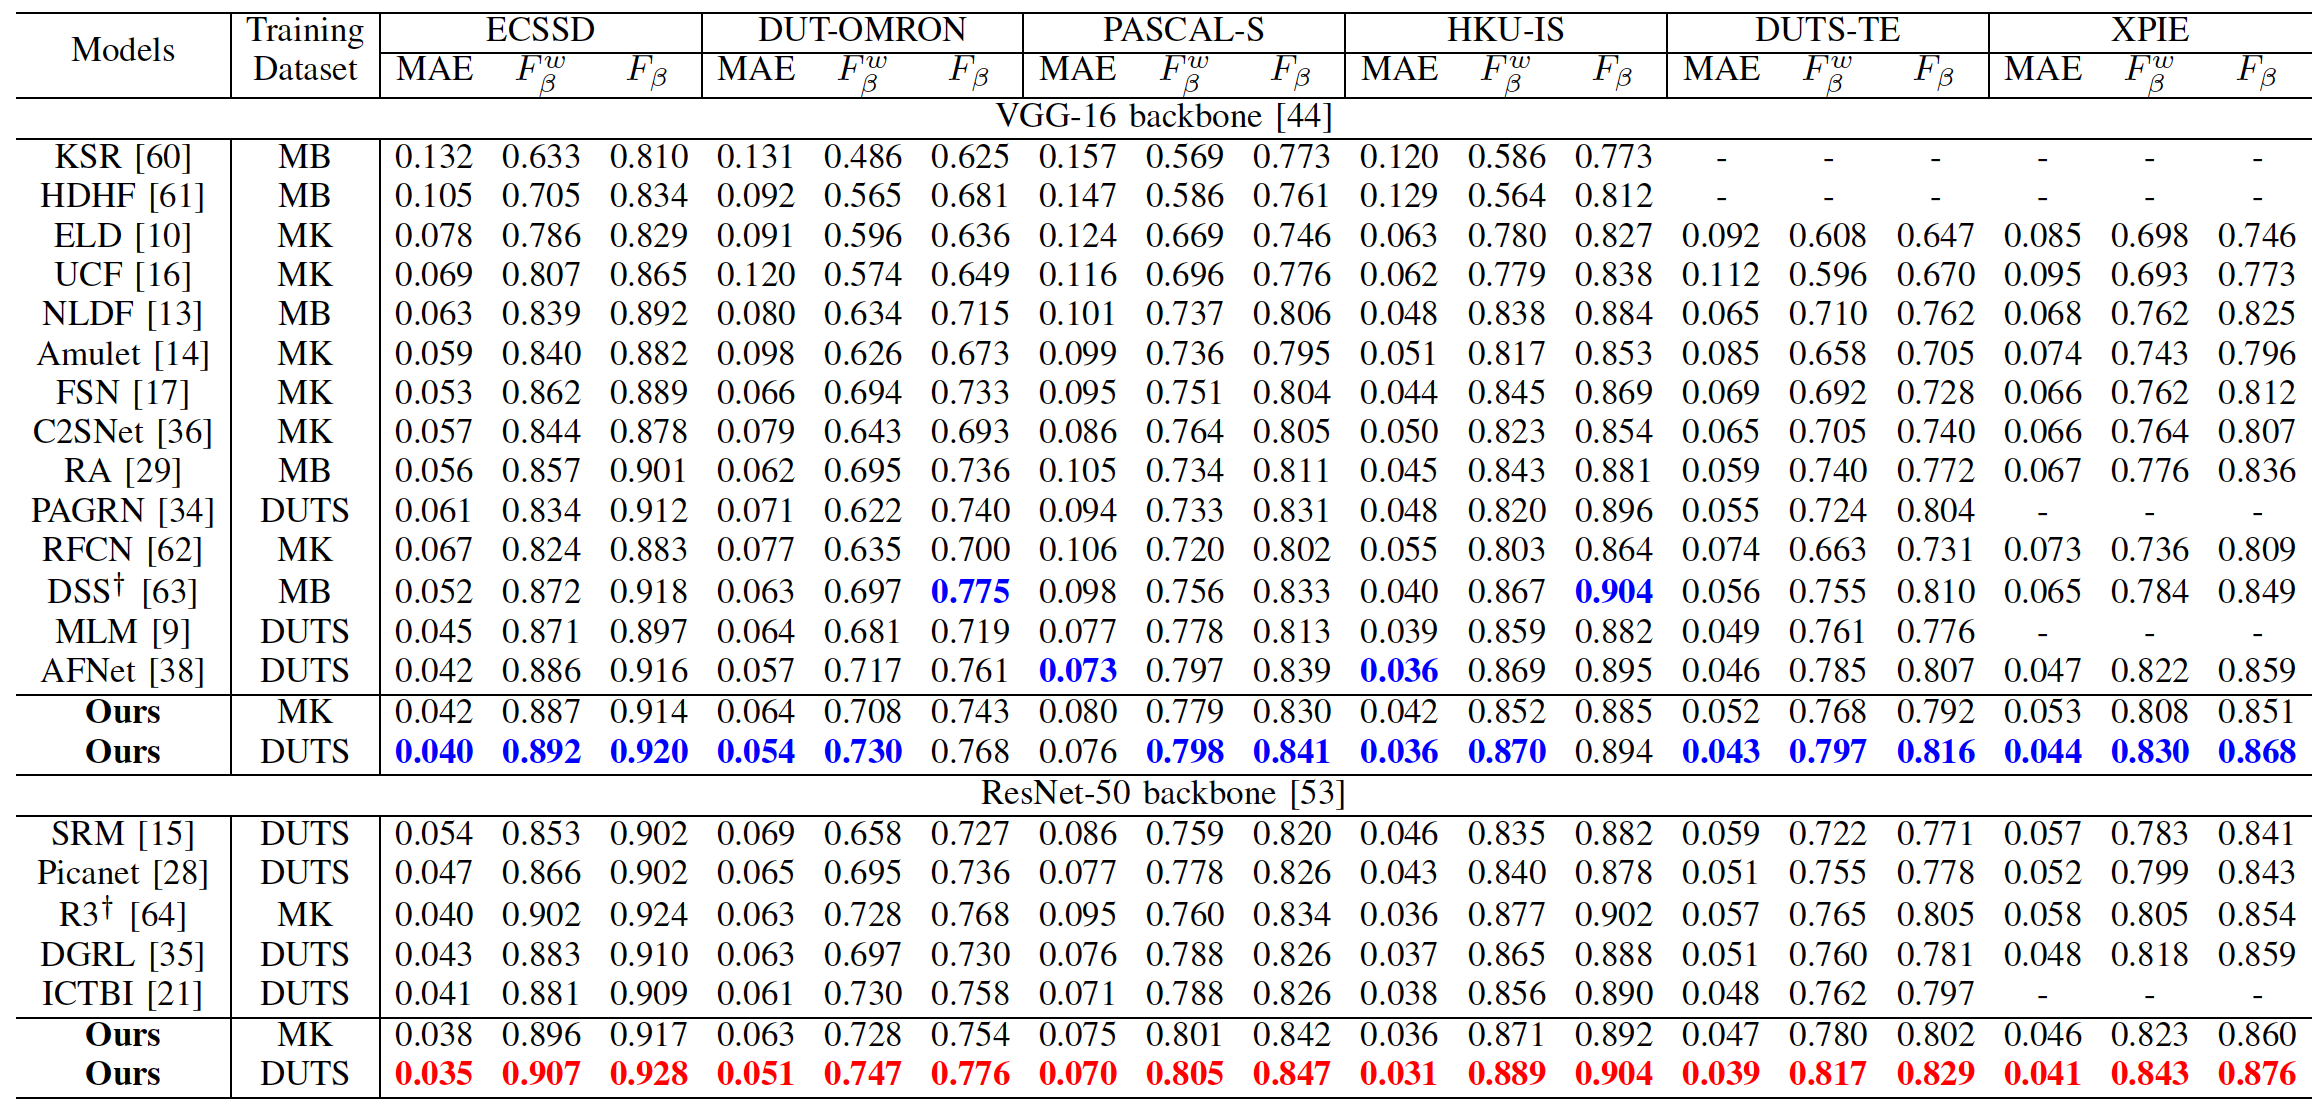 Models Training Dataset ECSSD DUT-OMRON PASCAL-S HKU-IS DUTS-TE XPIE
MAE F_β^w F_β MAE F_β^w F_β MAE F_β^w F_β MAE F_β^w F_β MAE F_β^w F_β MAE F_β^w F_β
VGG-16 backbone [44]
KSR [60] MB 0.132 0.633 0.810 0.131 0.486 0.625 0.157 0.569 0.773 0.120 0.586 0.773 - - - - - -
HDHF [61] MB 0.105 0.705 0.834 0.092 0.565 0.681 0.147 0.586 0.761 0.129 0.564 0.812 - - - - - -
ELD [10] MK 0.078 0.786 0.829 0.091 0.596 0.636 0.124 0.669 0.746 0.063 0.780 0.827 0.092 0.608 0.647 0.085 0.698 0.746
UCF [16] MK 0.069 0.807 0.865 0.120 0.574 0.649 0.116 0.696 0.776 0.062 0.779 0.838 0.112 0.596 0.670 0.095 0.693 0.773
NLDF [13] MB 0.063 0.839 0.892 0.080 0.634 0.715 0.101 0.737 0.806 0.048 0.838 0.884 0.065 0.710 0.762 0.068 0.762 0.825
Amulet [14] MK 0.059 0.840 0.882 0.098 0.626 0.673 0.099 0.736 0.795 0.051 0.817 0.853 0.085 0.658 0.705 0.074 0.743 0.796
FSN [17] MK 0.053 0.862 0.889 0.066 0.694 0.733 0.095 0.751 0.804 0.044 0.845 0.869 0.069 0.692 0.728 0.066 0.762 0.812
C2SNet [36] MK 0.057 0.844 0.878 0.079 0.643 0.693 0.086 0.764 0.805 0.050 0.823 0.854 0.065 0.705 0.740 0.066 0.764 0.807
RA [29] MB 0.056 0.857 0.901 0.062 0.695 0.736 0.105 0.734 0.811 0.045 0.843 0.881 0.059 0.740 0.772 0.067 0.776 0.836
PAGRN [34] DUTS 0.061 0.834 0.912 0.071 0.622 0.740 0.094 0.733 0.831 0.048 0.820 0.896 0.055 0.724 0.804 - - -
RFCN [62] MK 0.067 0.824 0.883 0.077 0.635 0.700 0.106 0.720 0.802 0.055 0.803 0.864 0.074 0.663 0.731 0.073 0.736 0.809
DSS† [63] MB 0.052 0.872 0.918 0.063 0.697 0.775 0.098 0.756 0.833 0.040 0.867 0.904 0.056 0.755 0.810 0.065 0.784 0.849
MLM [9] DUTS 0.045 0.871 0.897 0.064 0.681 0.719 0.077 0.778 0.813 0.039 0.859 0.882 0.049 0.761 0.776 - - -
AFNet [38] DUTS 0.042 0.886 0.916 0.057 0.717 0.761 0.073 0.797 0.839 0.036 0.869 0.895 0.046 0.785 0.807 0.047 0.822 0.859
Ours MK 0.042 0.887 0.914 0.064 0.708 0.743 0.080 0.779 0.830 0.042 0.852 0.885 0.052 0.768 0.792 0.053 0.808 0.851
Ours DUTS 0.040 0.892 0.920 0.054 0.730 0.768 0.076 0.798 0.841 0.036 0.870 0.894 0.043 0.797 0.816 0.044 0.830 0.868
ResNet-50 backbone [53]
SRM [15] DUTS 0.054 0.853 0.902 0.069 0.658 0.727 0.086 0.759 0.820 0.046 0.835 0.882 0.059 0.722 0.771 0.057 0.783 0.841
Picanet [28] DUTS 0.047 0.866 0.902 0.065 0.695 0.736 0.077 0.778 0.826 0.043 0.840 0.878 0.051 0.755 0.778 0.052 0.799 0.843
R3† [64] MK 0.040 0.902 0.924 0.063 0.728 0.768 0.095 0.760 0.834 0.036 0.877 0.902 0.057 0.765 0.805 0.058 0.805 0.854
DGRL [35] DUTS 0.043 0.883 0.910 0.063 0.697 0.730 0.076 0.788 0.826 0.037 0.865 0.888 0.051 0.760 0.781 0.048 0.818 0.859
ICTBI [21] DUTS 0.041 0.881 0.909 0.061 0.730 0.758 0.071 0.788 0.826 0.038 0.856 0.890 0.048 0.762 0.797 - - -
Ours MK 0.038 0.896 0.917 0.063 0.728 0.754 0.075 0.801 0.842 0.036 0.871 0.892 0.047 0.780 0.802 0.046 0.823 0.860
Ours DUTS 0.035 0.907 0.928 0.051 0.747 0.776 0.070 0.805 0.847 0.031 0.889 0.904 0.039 0.817 0.829 0.041 0.843 0.876